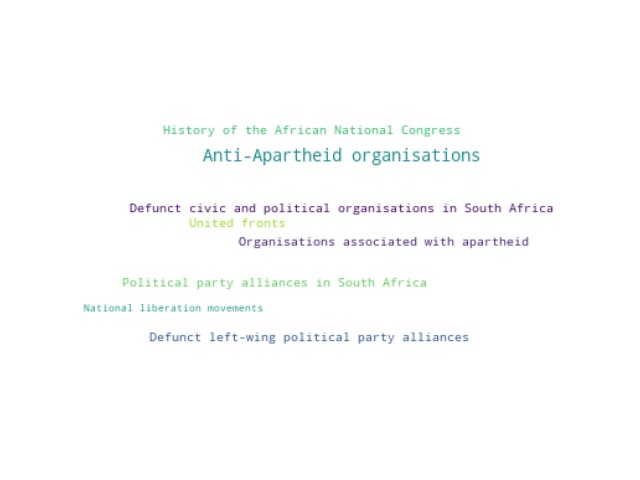 History of the African National Congress
Anti-Apartheid organisations
Defunct civic and political organisations in South Africa
United fronts
Organisations associated with apartheid
Political party alliances in South Africa
National liberation movements
Defunct left-wing political party alliances